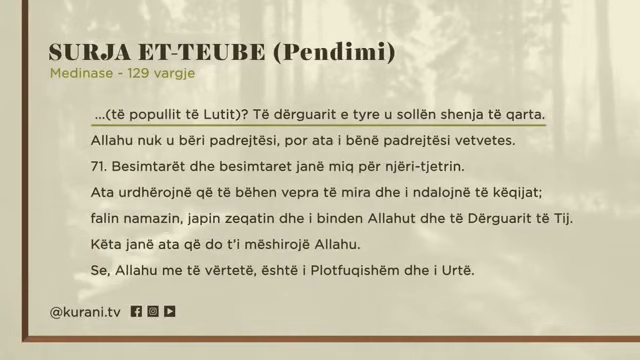 SURJA ET-TEUBE (Pendimi)
Medinase - 129 vargje
...(të popullit të Lutit)? Të dërguarit e tyre u sollën shenja të qarta.
Allahu nuk u bëri padrejtësi, por ata i bënë padrejtësi vetvetes.
71. Besimtarët dhe besimtaret janë miq për njëri-tjetrin.
Ata urdhërojnë që të bëhen vepra të mira dhe i ndalojnë të këqijat;
falin namazin, japin zeqatin dhe i binden Allahut dhe të Dërguarit të Tij.
Këta janë ata që do t'i mëshirojë Allahu.
Se, Allahu me të vërtetë, është i Plotfuqishëm dhe i Urtë.
@kurani.tv